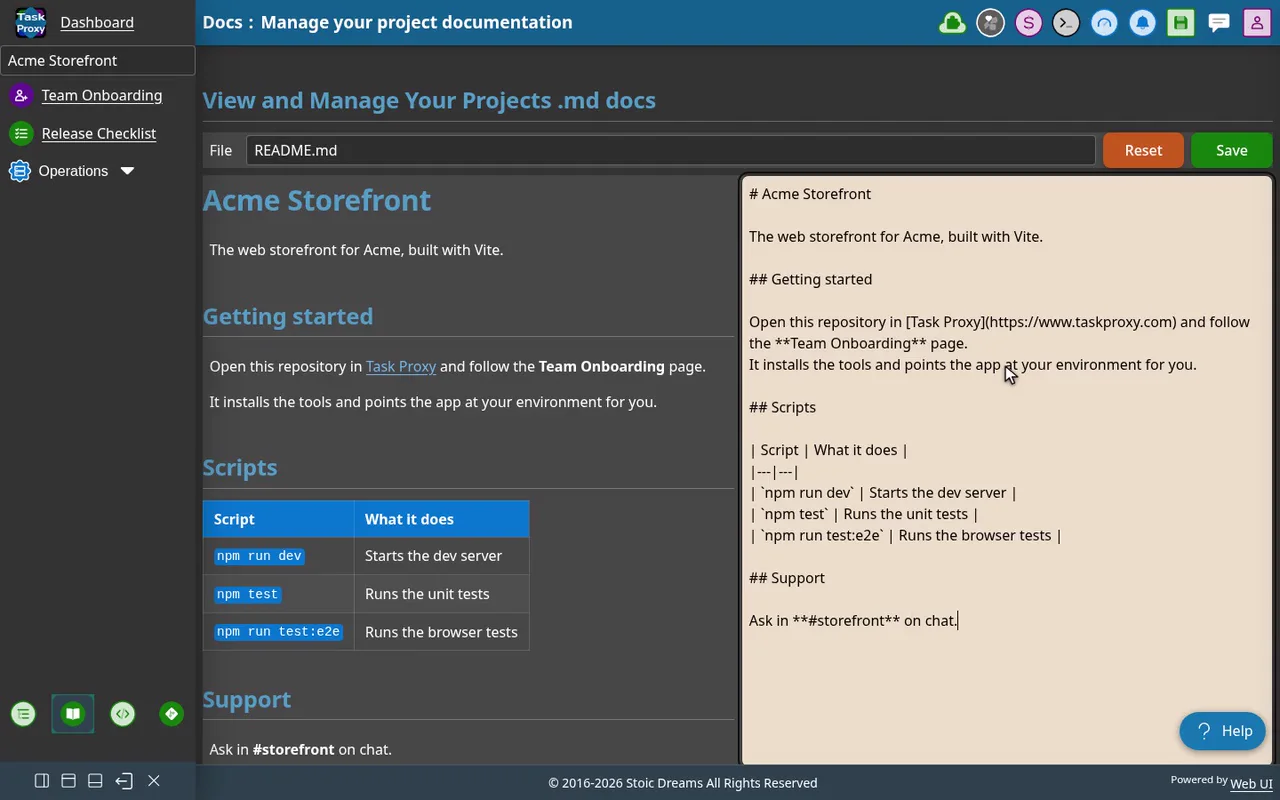 Task Proxy
Dashboard
Docs : Manage your project documentation
S
Acme Storefront
Team Onboarding
Release Checklist
Operations
View and Manage Your Projects .md docs
File
README.md
Reset
Save
Acme Storefront
The web storefront for Acme, built with Vite.
Getting started
Open this repository in Task Proxy and follow the Team Onboarding page.
It installs the tools and points the app at your environment for you.
Scripts
Script What it does
npm run dev Starts the dev server
npm test Runs the unit tests
npm run test:e2e Runs the browser tests
Support
Ask in #storefront on chat.
# Acme Storefront
The web storefront for Acme, built with Vite.
## Getting started
Open this repository in [Task Proxy](https://www.taskproxy.com) and follow
the **Team Onboarding** page.
It installs the tools and points the app at your environment for you.
## Scripts
| Script | What it does |
|---|---|
| `npm run dev` | Starts the dev server |
| `npm test` | Runs the unit tests |
| `npm run test:e2e` | Runs the browser tests |
## Support
Ask in **#storefront** on chat.
? Help
© 2016-2026 Stoic Dreams All Rights Reserved
Powered by Web UI